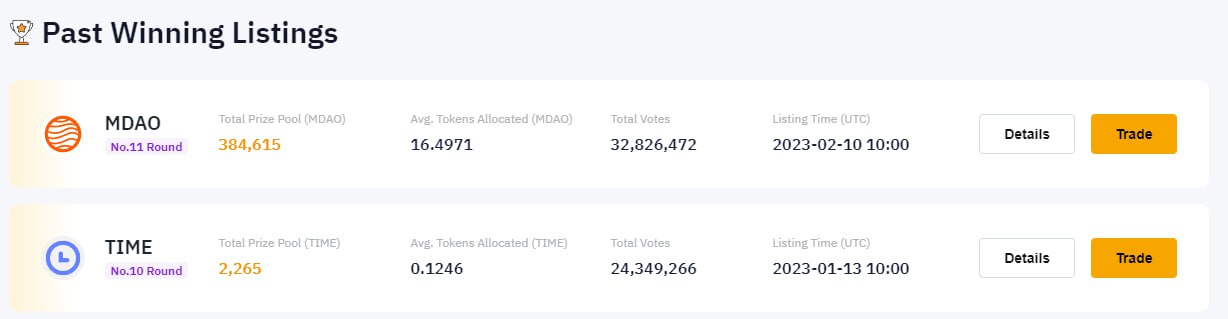 Past Winning Listings
MDAO
No.11 Round
Total Prize Pool (MDAO)
384,615
Avg. Tokens Allocated (MDAO)
16.4971
Total Votes
32,826,472
Listing Time (UTC)
2023-02-10 10:00
Details
Trade
TIME
No.10 Round
Total Prize Pool (TIME)
2,265
Avg. Tokens Allocated (TIME)
0.1246
Total Votes
24,349,266
Listing Time (UTC)
2023-01-13 10:00
Details
Trade